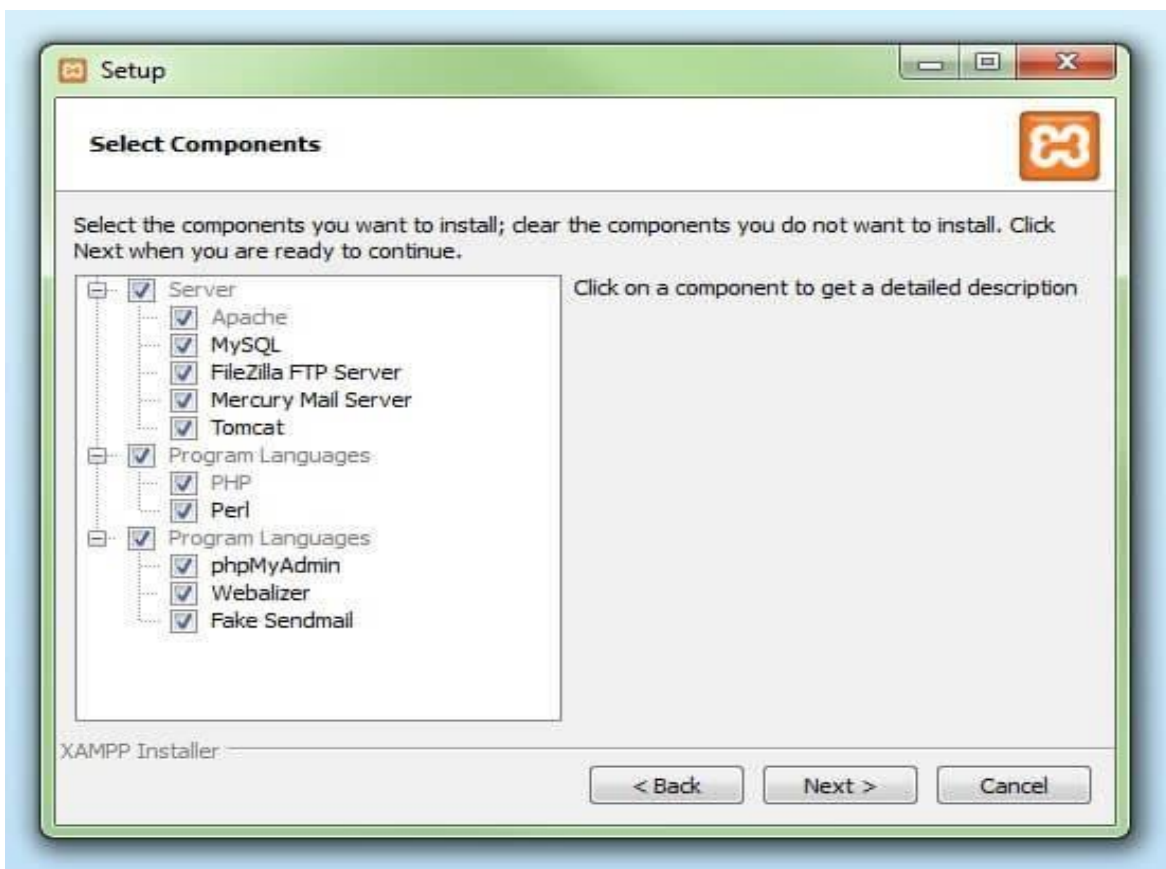 Setup
Select Components
Select the components you want to install; clear the components you do not want to install. Click
Next when you are ready to continue.
Server
Apache
MySQL
FileZilla FTP Server
Mercury Mail Server
Tomcat
Program Languages
PHP
Perl
Program Languages
phpMyAdmin
Webalizer
Fake Sendmail
Click on a component to get a detailed description
XAMPP Installer
< Back
Next >
Cancel